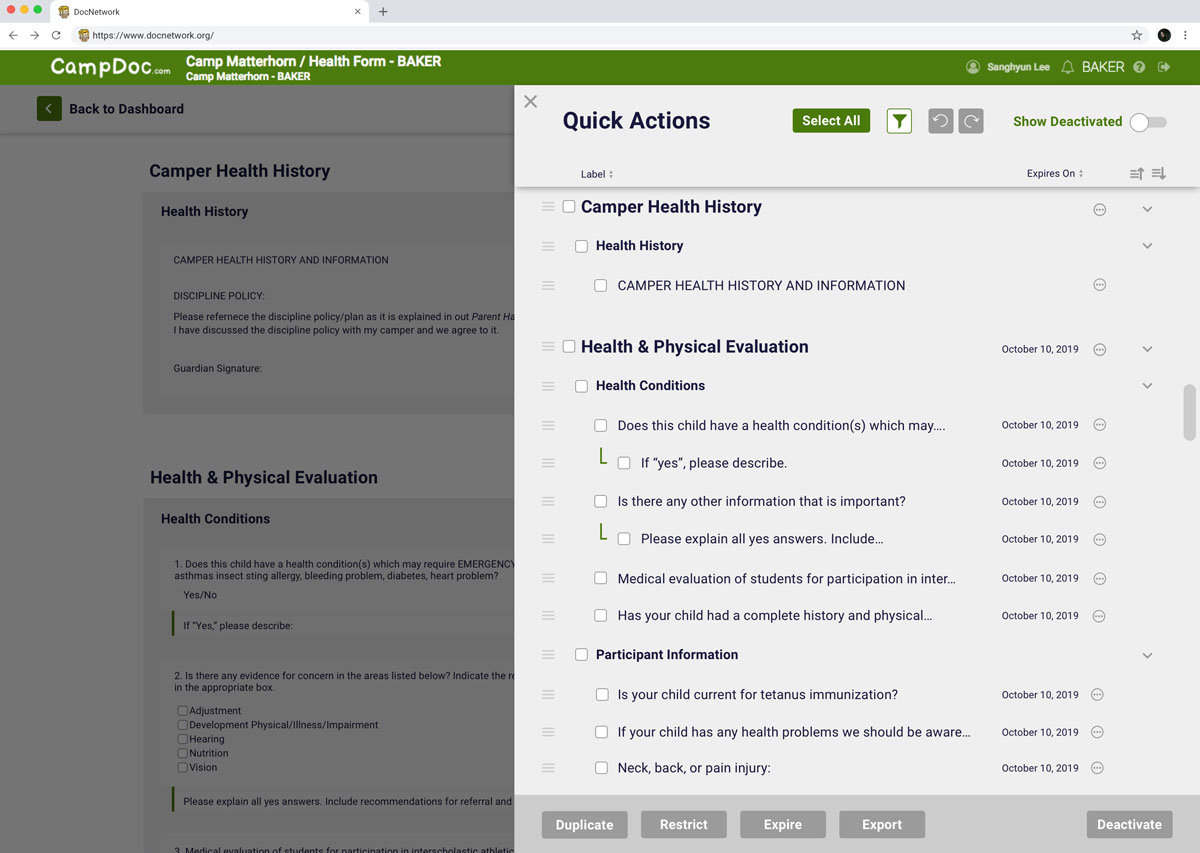 DocNetwork
https://www.docnetwork.org/
CampDoc.com
Camp Matterhorn / Health Form - BAKER
Camp Matterhorn - BAKER
Sanghyun Lee
BAKER
Back to Dashboard
Camper Health History
Health History
CAMPER HEALTH HISTORY AND INFORMATION
DISCIPLINE POLICY:
Please refernece the discipline policy/plan as it is explained in out Parent Ha
I have discussed the discipline policy with my camper and we agree to it.
Guardian Signature:
Health & Physical Evaluation
Health Conditions
1. Does this child have a health condition(s) which may require EMERGENCY
asthmas insect sting allergy, bleeding problem, diabetes, heart problem?
Yes/No
If “Yes,” please describe:
2. Is there any evidence for concern in the areas listed below? Indicate the re
in the appropriate box.
Adjustment
Development Physical/Illness/Impairment
Hearing
Nutrition
Vision
Please explain all yes answers. Include recommendations for referral and
3. Medical evaluation of students for participation in interscholastic athletic
Quick Actions
Select All
Show Deactivated
Label
Expires On
Camper Health History
Health History
CAMPER HEALTH HISTORY AND INFORMATION
Health & Physical Evaluation October 10, 2019
Health Conditions
Does this child have a health condition(s) which may.... October 10, 2019
If “yes”, please describe. October 10, 2019
Is there any other information that is important? October 10, 2019
Please explain all yes answers. Include... October 10, 2019
Medical evaluation of students for participation in inter... October 10, 2019
Has your child had a complete history and physical... October 10, 2019
Participant Information
Is your child current for tetanus immunization? October 10, 2019
If your child has any health problems we should be aware... October 10, 2019
Neck, back, or pain injury: October 10, 2019
Duplicate
Restrict
Expire
Export
Deactivate